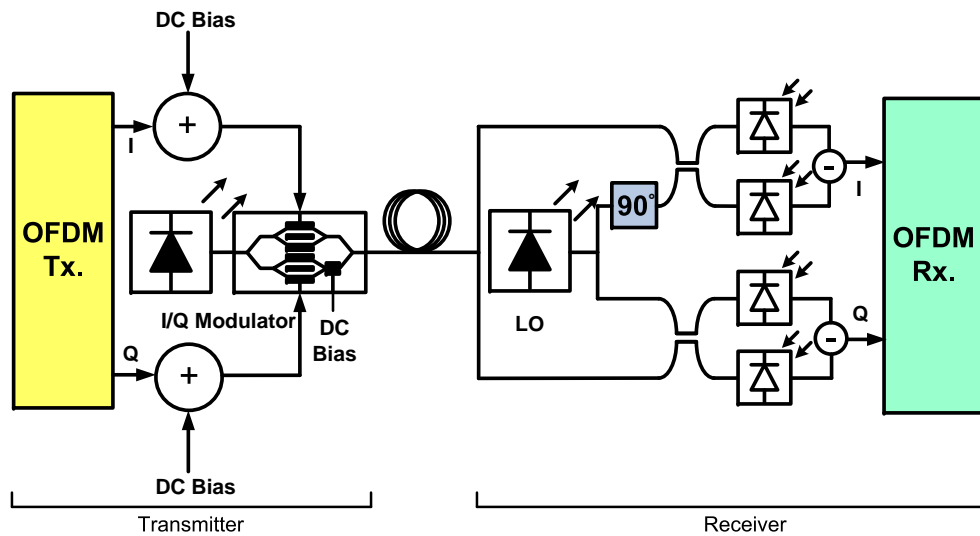 DC Bias
+
I
OFDM
Tx.
I/Q Modulator
DC
Bias
Q
+
DC Bias
Transmitter
90°
LO
-
I
Q
-
OFDM
Rx.
Receiver